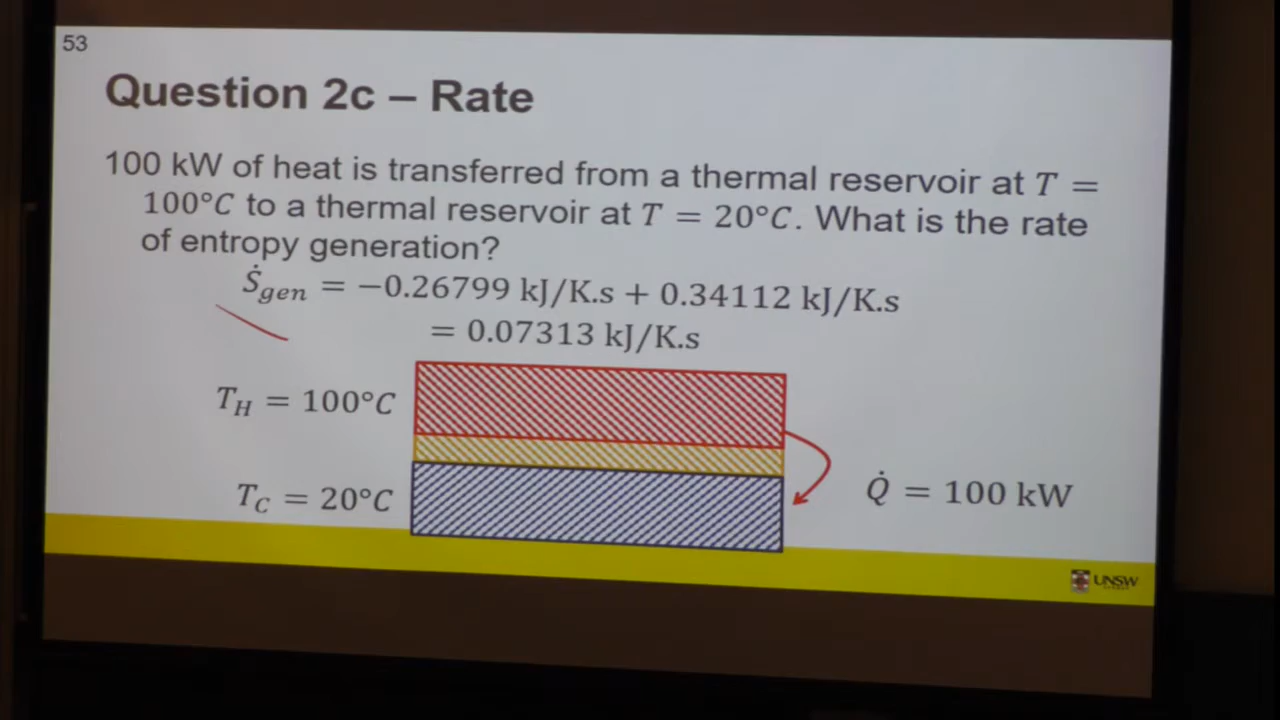 53
Question 2c – Rate
100 kW of heat is transferred from a thermal reservoir at T =
100°C to a thermal reservoir at T = 20°C. What is the rate
of entropy generation?
Ṡgen = −0.26799 kJ/K.s + 0.34112 kJ/K.s
= 0.07313 kJ/K.s
T_H = 100°C
T_C = 20°C
Q̇ = 100 kW
UNSW